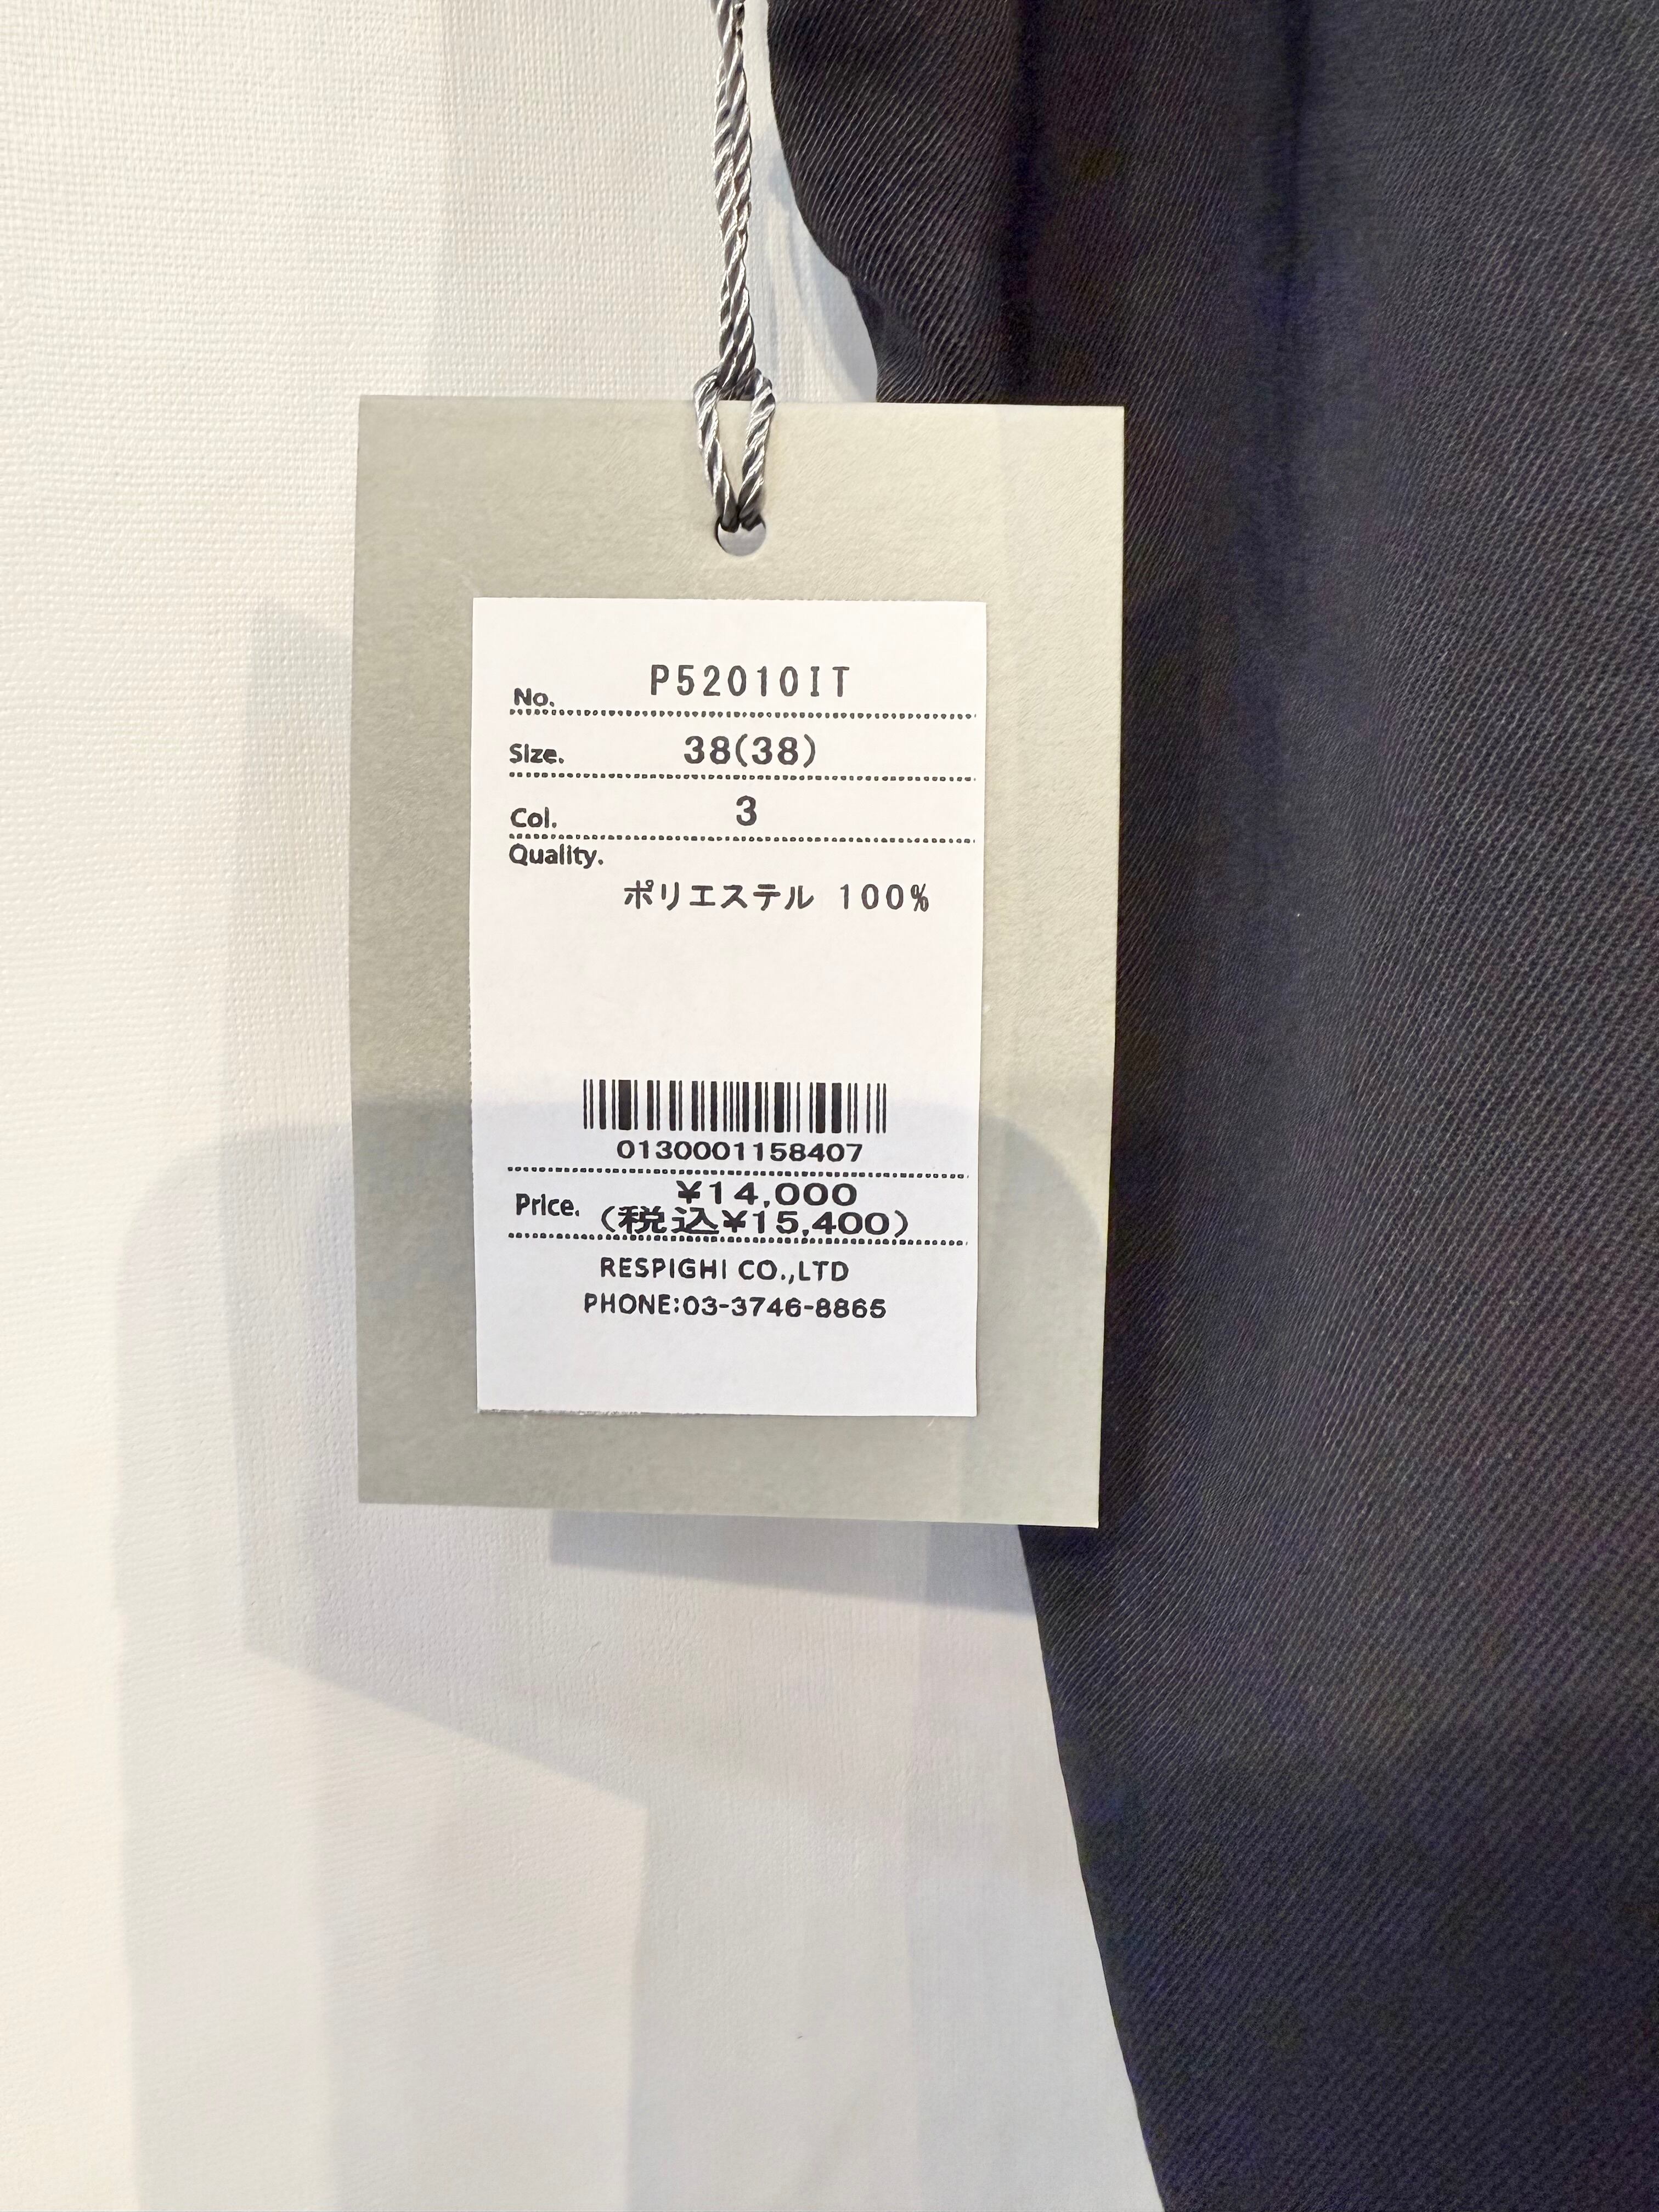 No. P52010IT
Size. 38(38)
Col. 3
Quality.
ポリエステル 100%
0130001158407
Price. ¥14,000
(税込¥15,400)
RESPIGHI CO.,LTD
PHONE:03-3746-8865